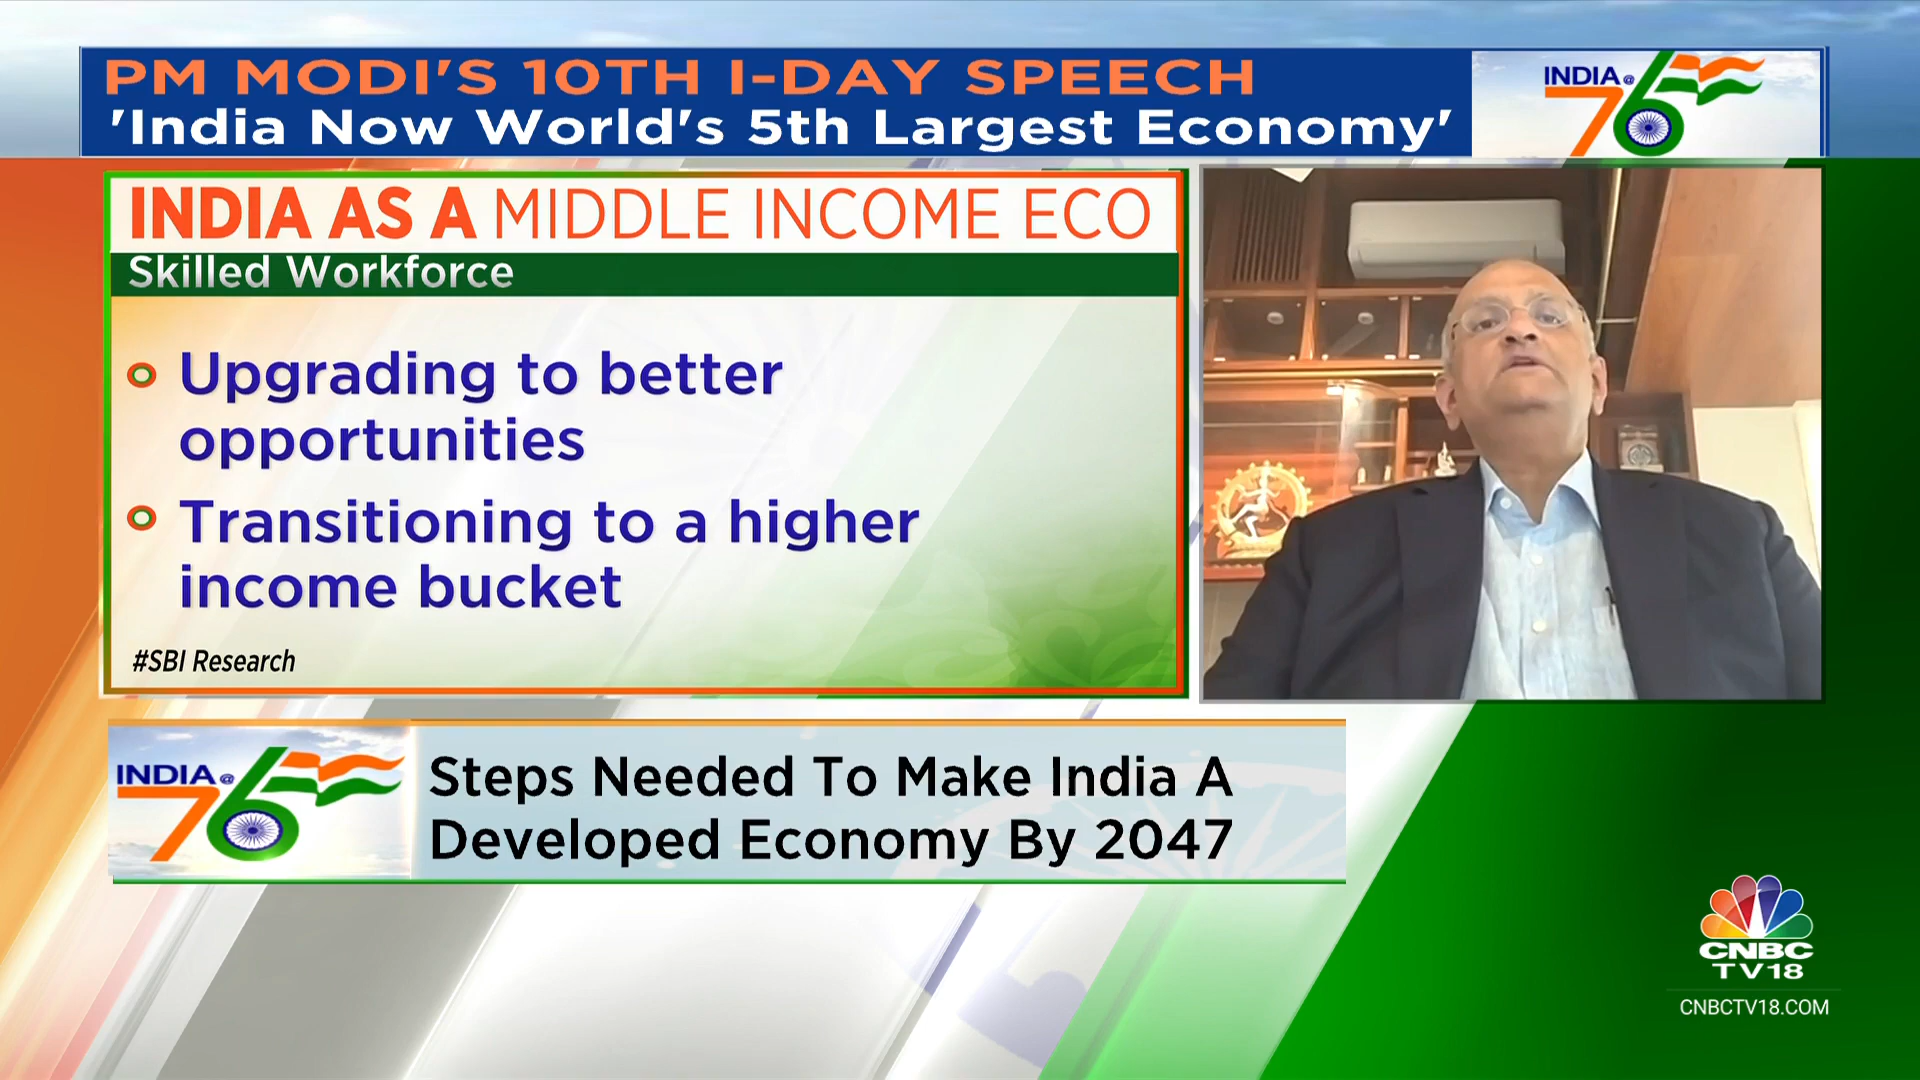 PM MODI'S 10TH I-DAY SPEECH
'India Now World's 5th Largest Economy'
INDIA@
76
INDIA AS A MIDDLE INCOME ECO
Skilled Workforce
Upgrading to better
opportunities
Transitioning to a higher
income bucket
#SBI Research
INDIA@
76
Steps Needed To Make India A
Developed Economy By 2047
CNBC
TV18
CNBCTV18.COM